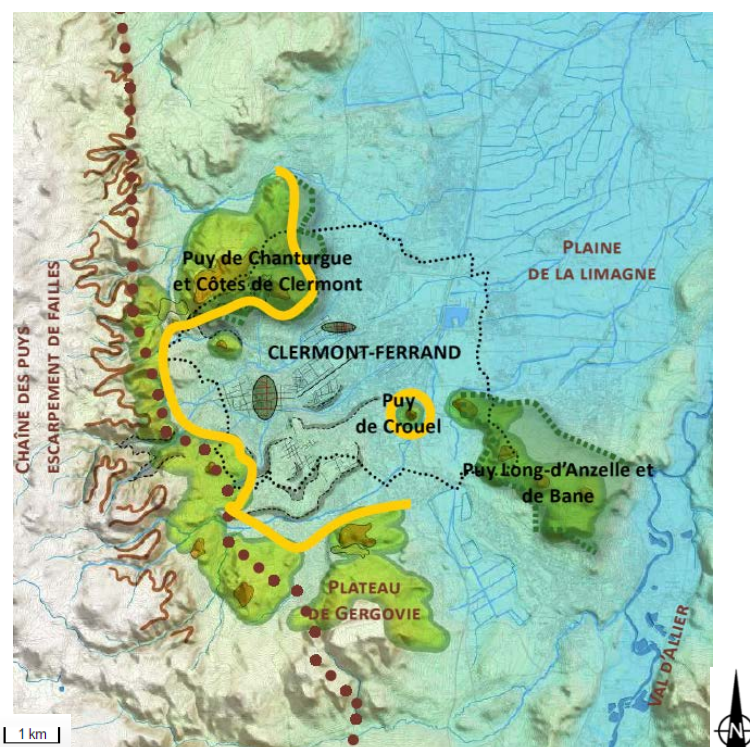 Puy de Chanturgue
et Côtes de Clermont
PLAINE
DE LA LIMAGNE
CHAÎNE DES PUYS
ESCARPEMENT DE FAILLES
CLERMONT-FERRAND
Puy
de Crouel
Puy Long-d'Anzelle et
de Bane
PLATEAU
DE GERGOVIE
VAL D'ALLIER
1 km
N